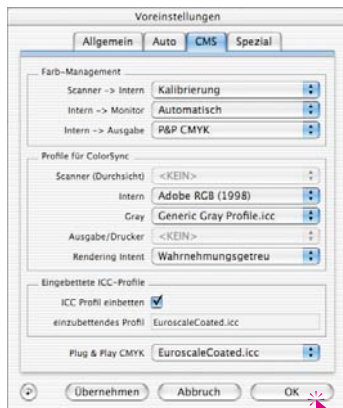 Voreinstellungen
Allgemein Auto CMS Spezial
Farb-Management
Scanner -> Intern Kalibrierung
Intern -> Monitor Automatisch
Intern -> Ausgabe P&P CMYK
Profile für ColorSync
Scanner (Durchsicht) <KEIN>
Intern Adobe RGB (1998)
Gray Generic Gray Profile.icc
Ausgabe/Drucker <KEIN>
Rendering Intent Wahrnehmungsgetreu
Eingebettete ICC-Profile
ICC Profil einbetten
einzubettendes Profil EuroscaleCoated.icc
Plug & Play CMYK EuroscaleCoated.icc
Übernehmen Abbruch OK